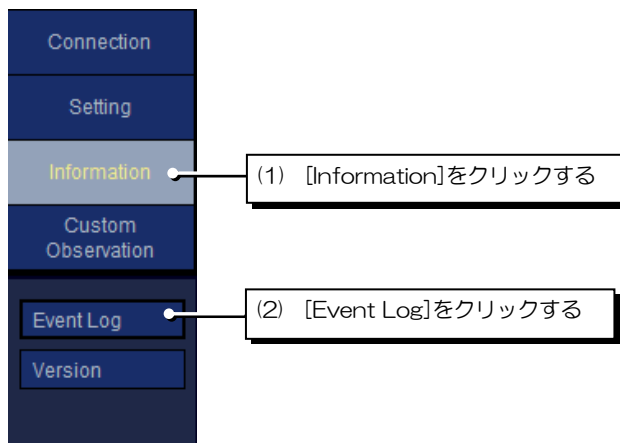 Connection
Setting
Information
(1) [Information]をクリックする
Custom
Observation
Event Log
(2) [Event Log]をクリックする
Version